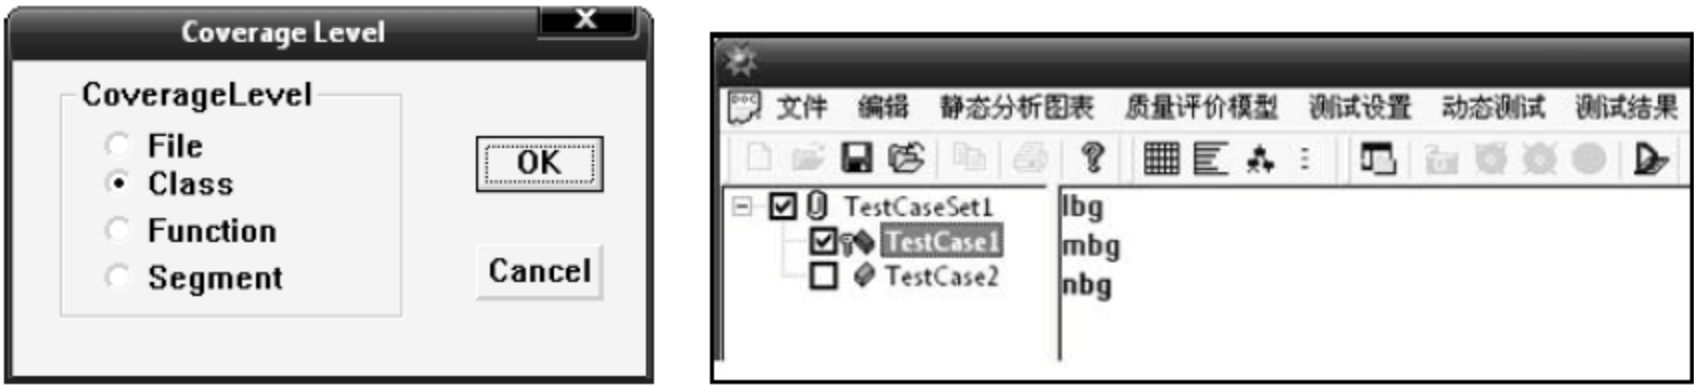 Coverage Level
X
CoverageLevel
File
Class
OK
Function
Segment
Cancel
文件 编辑 静态分析图表 质量评价模型 测试设置 动态测试 测试结果
TestCaseSet1
TestCase1
TestCase2
lbg
mbg
nbg